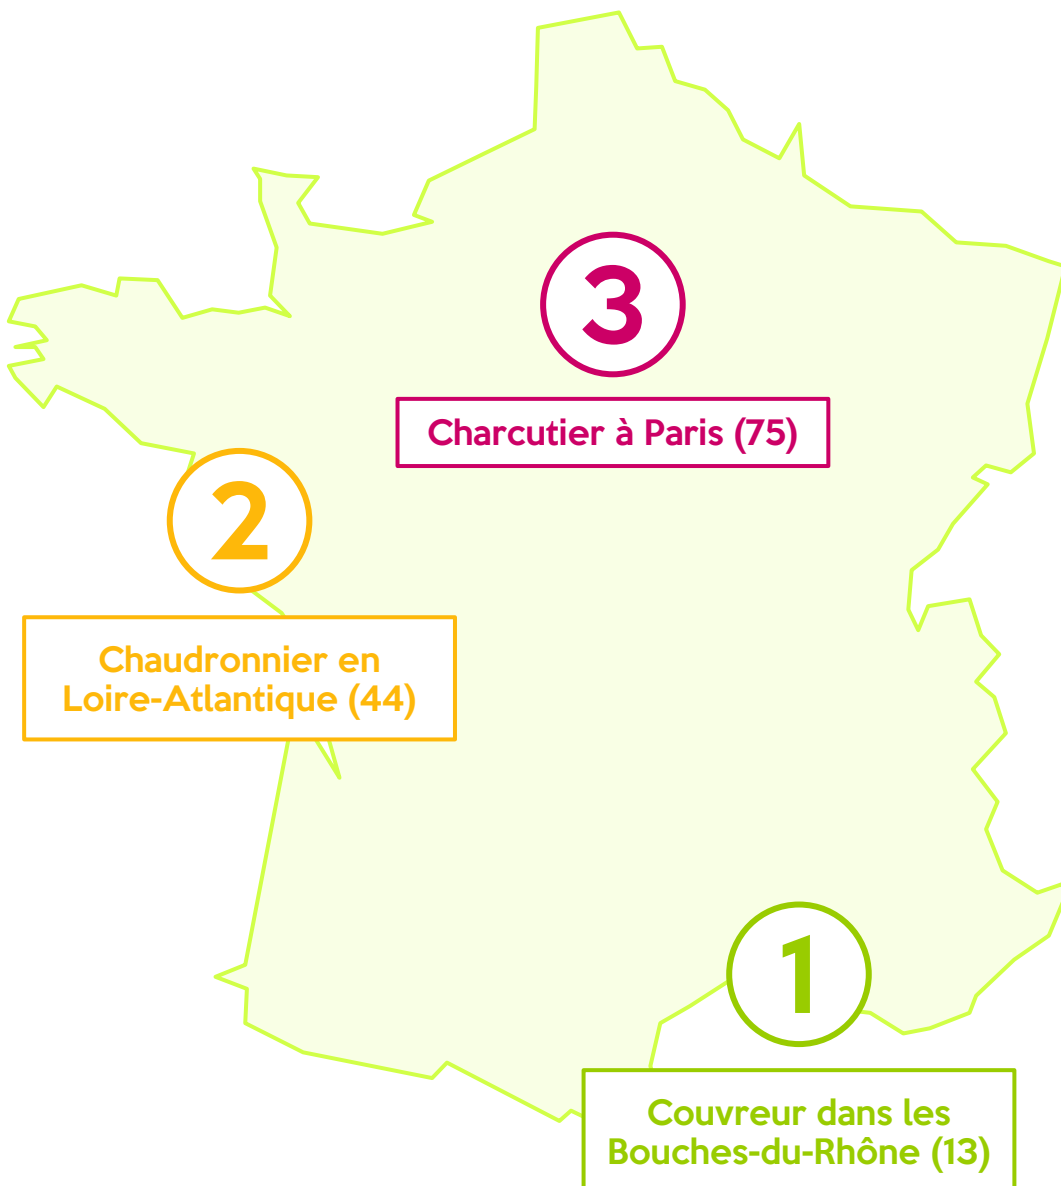 3
Charcutier à Paris (75)
2
Chaudronnier en
Loire-Atlantique (44)
1
Couvreur dans les
Bouches-du-Rhône (13)